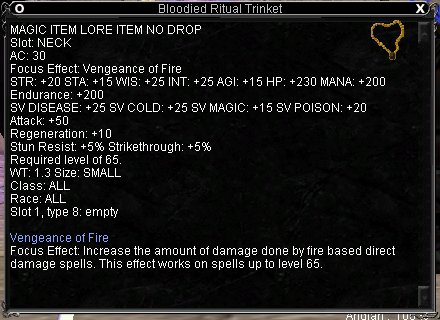 Bloodied Ritual Trinket
MAGIC ITEM LORE ITEM NO DROP
Slot: NECK
AC: 30
Focus Effect: Vengeance of Fire
STR: +20 STA: +15 WIS: +25 INT: +25 AGI: +15 HP: +230 MANA: +200
Endurance: +200
SV DISEASE: +25 SV COLD: +25 SV MAGIC: +15 SV POISON: +20
Attack: +50
Regeneration: +10
Stun Resist: +5% Strikethrough: +5%
Required level of 65.
WT: 1.3 Size: SMALL
Class: ALL
Race: ALL
Slot 1, type 8: empty
Vengeance of Fire
Focus Effect: Increase the amount of damage done by fire based direct
damage spells. This effect works on spells up to level 65.